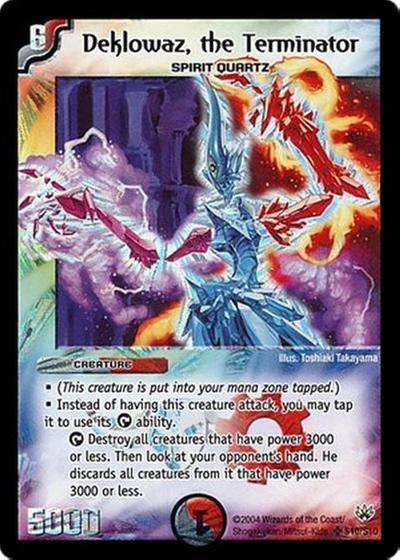 6
Deklowaz, the Terminator
SPIRIT QUARTZ
Illus. Toshiaki Takayama
CREATURE
▪ (This creature is put into your mana zone tapped.)
▪ Instead of having this creature attack, you may tap
it to use its ability.
Destroy all creatures that have power 3000
or less. Then look at your opponent's hand. He
discards all creatures from it that have power
3000 or less.
5000
1
©2004 Wizards of the Coast/
Shogakukan/Mitsui-Kids S10/S10